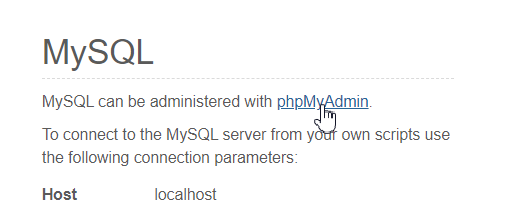 MySQL
MySQL can be administered with phpMyAdmin.
To connect to the MySQL server from your own scripts use
the following connection parameters:
Host localhost